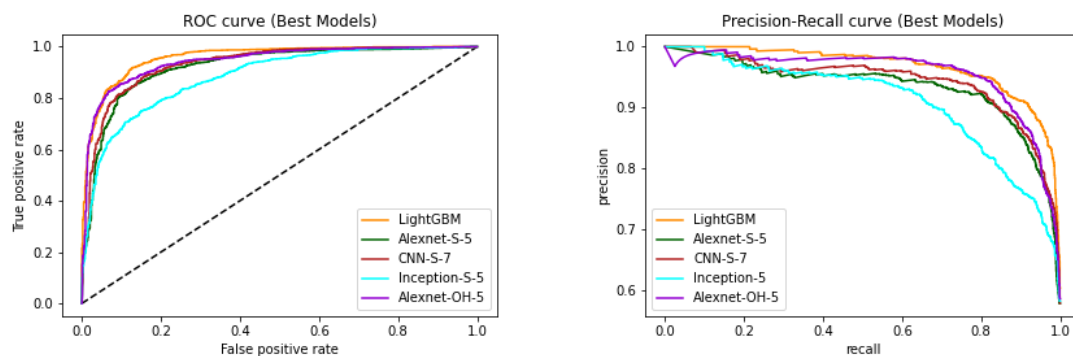 ROC curve (Best Models)
True positive rate
1.0
0.8
0.6
0.4
0.2
0.0
LightGBM
Alexnet-S-5
CNN-S-7
Inception-S-5
Alexnet-OH-5
0.0 0.2 0.4 0.6 0.8 1.0
False positive rate
Precision-Recall curve (Best Models)
precision
1.0
0.9
0.8
0.7
0.6
LightGBM
Alexnet-S-5
CNN-S-7
Inception-5
Alexnet-OH-5
0.0 0.2 0.4 0.6 0.8 1.0
recall